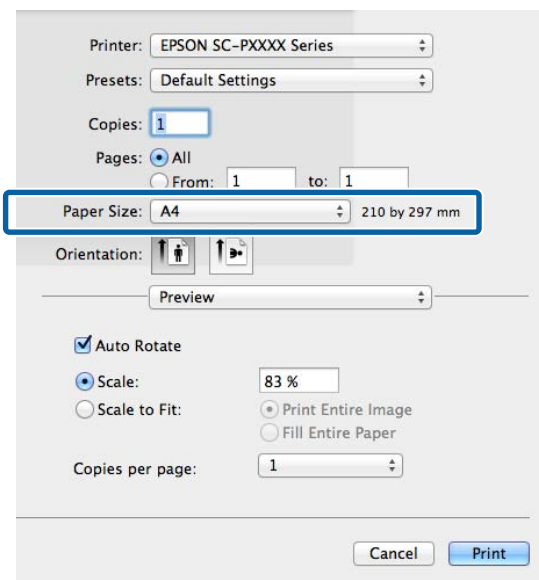 Printer: EPSON SC-PXXXX Series
Presets: Default Settings
Copies: 1
Pages: All
From: 1 to: 1
Paper Size: A4 210 by 297 mm
Orientation:
Preview
Auto Rotate
Scale: 83 %
Scale to Fit: Print Entire Image
Fill Entire Paper
Copies per page: 1
Cancel Print